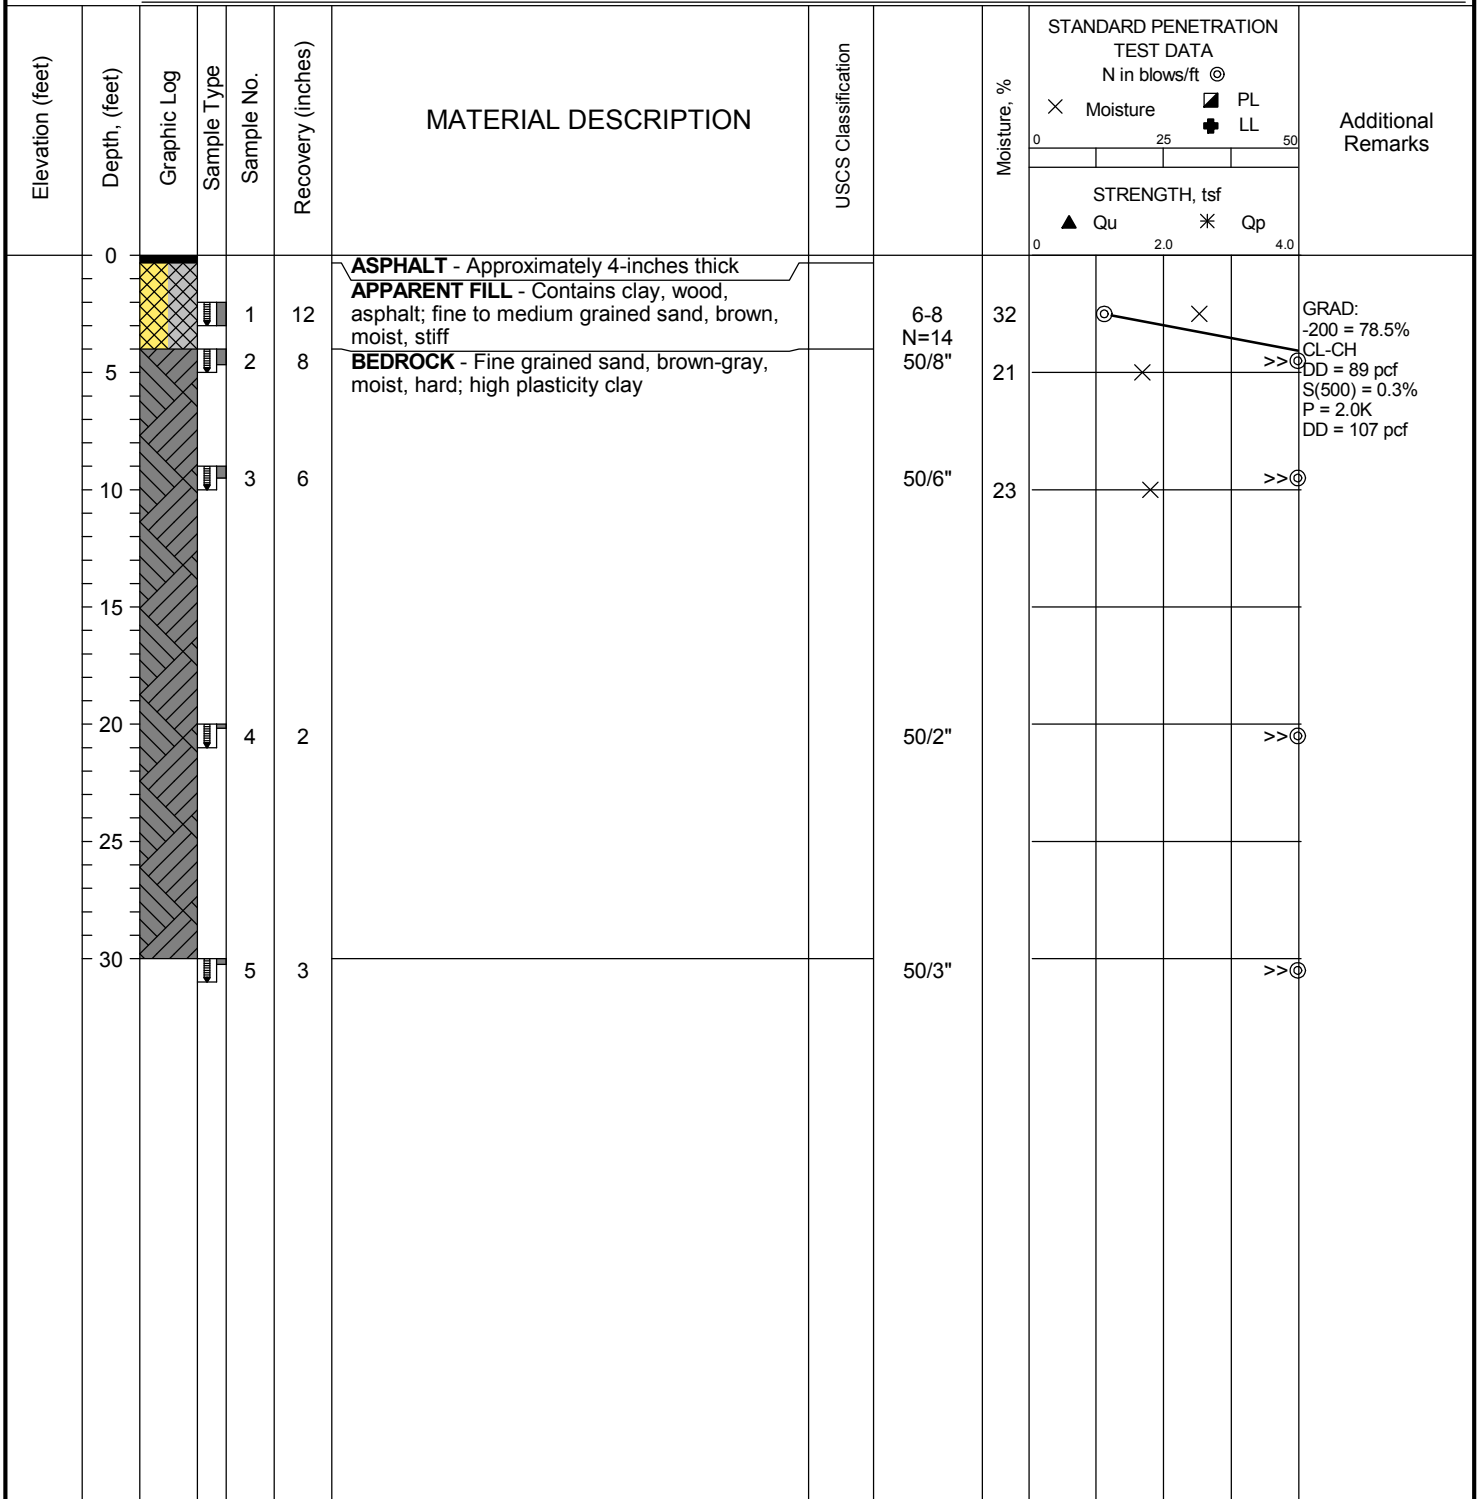 Elevation (feet)
Depth, (feet)
Graphic Log
Sample Type
Sample No.
Recovery (inches)
MATERIAL DESCRIPTION
USCS Classification
Moisture, %
STANDARD PENETRATION
TEST DATA
N in blows/ft
Moisture
PL
LL
0 25 50
STRENGTH, tsf
Qu Qp
0 2.0 4.0
Additional
Remarks
0
ASPHALT - Approximately 4-inches thick
APPARENT FILL - Contains clay, wood,
asphalt; fine to medium grained sand, brown,
moist, stiff
1 12
6-8
N=14
32
BEDROCK - Fine grained sand, brown-gray,
moist, hard; high plasticity clay
2 8
50/8"
>>
5
21
GRAD:
-200 = 78.5%
CL-CH
DD = 89 pcf
S(500) = 0.3%
P = 2.0K
DD = 107 pcf
3 6 50/6" >>
10 23
15
20
4 2 50/2" >>
25
30
5 3 50/3" >>